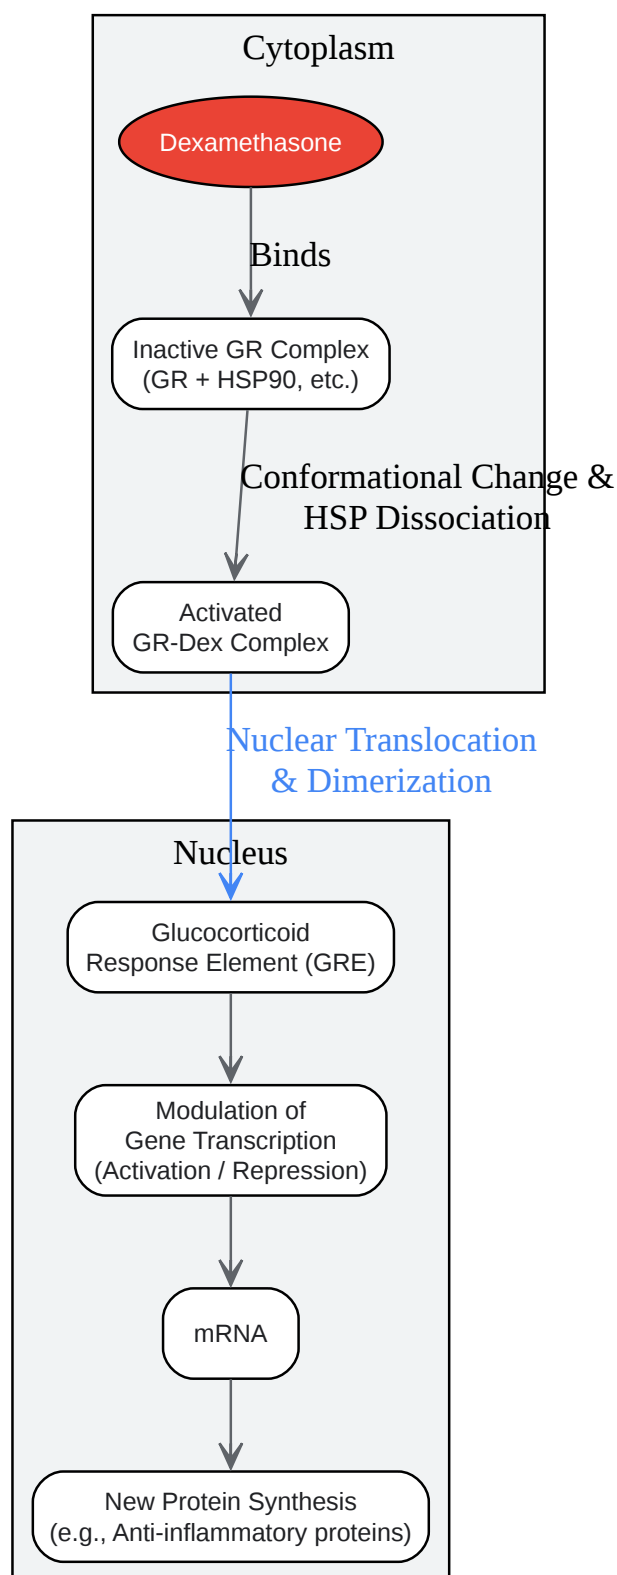 Cytoplasm
Dexamethasone
Binds
Inactive GR Complex
(GR + HSP90, etc.)
Conformational Change &
HSP Dissociation
Activated
GR-Dex Complex
Nuclear Translocation
& Dimerization
Nucleus
Glucocorticoid
Response Element (GRE)
Modulation of
Gene Transcription
(Activation / Repression)
mRNA
New Protein Synthesis
(e.g., Anti-inflammatory proteins)